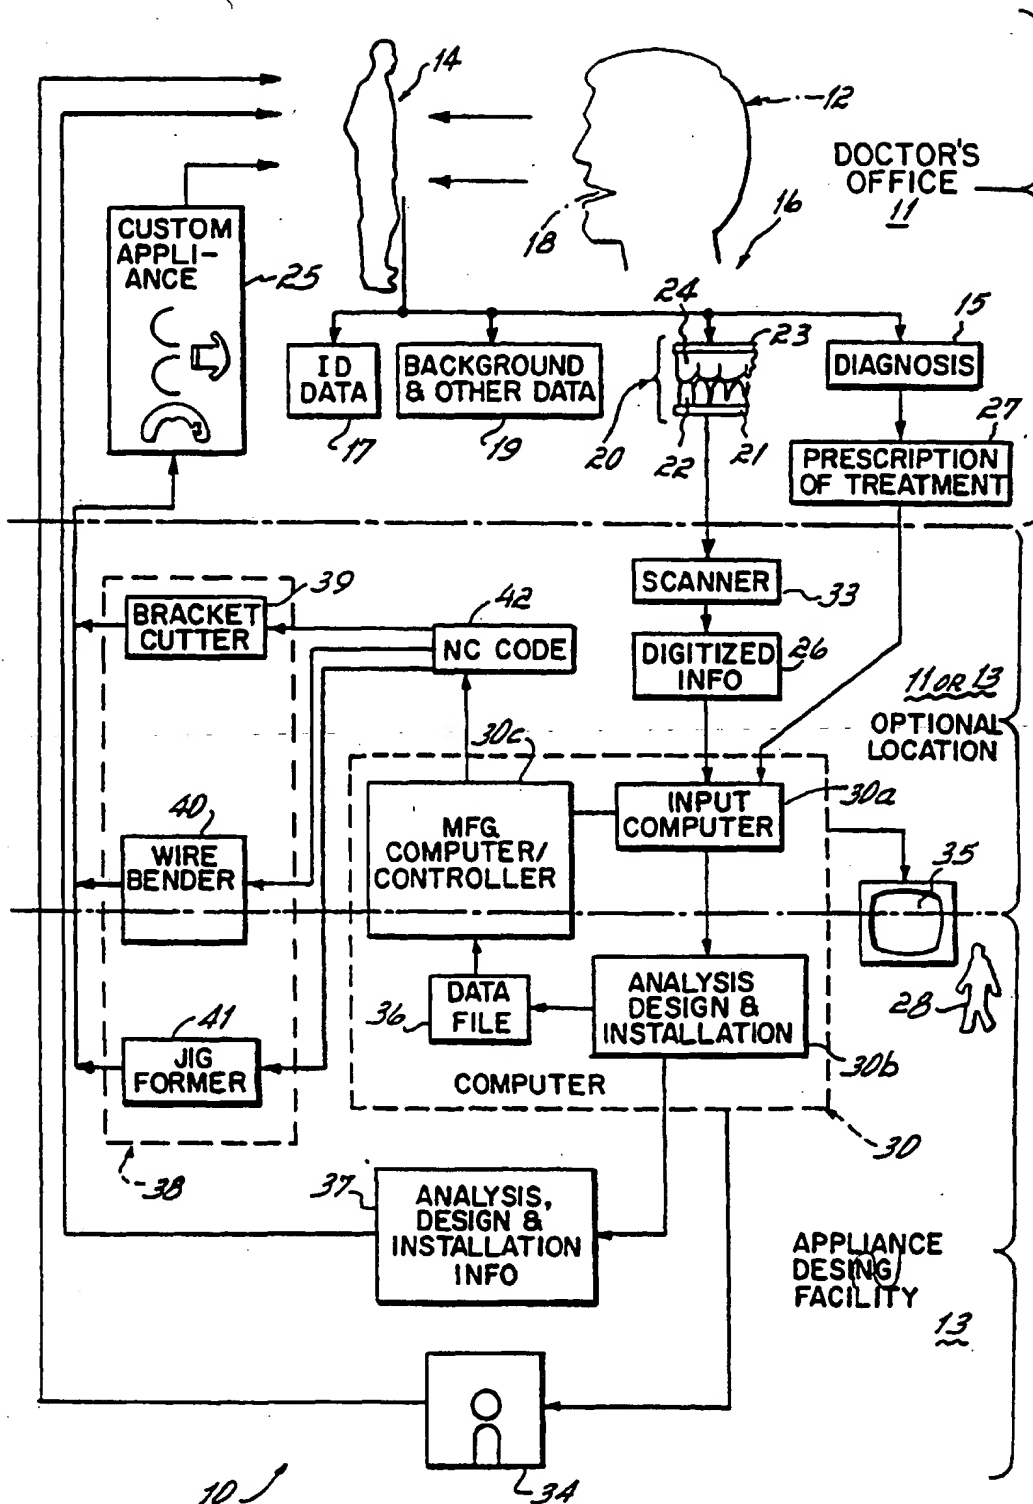 14
12
DOCTOR'S
OFFICE
11
18
16
CUSTOM
APPLI-
ANCE
25
24
23
15
ID
DATA
17
BACKGROUND
& OTHER DATA
19
20
22
21
DIAGNOSIS
27
PRESCRIPTION
OF TREATMENT
SCANNER
33
39
BRACKET
CUTTER
42
NC CODE
DIGITIZED
INFO
26
11 OR 13
OPTIONAL
LOCATION
30c
MFG.
COMPUTER/
CONTROLLER
INPUT
COMPUTER
30a
40
WIRE
BENDER
35
DATA
FILE
36
ANALYSIS
DESIGN &
INSTALLATION
30b
28
41
JIG
FORMER
COMPUTER
30
38
37
ANALYSIS,
DESIGN &
INSTALLATION
INFO
APPLIANCE
DESING
FACILITY
13
34
10